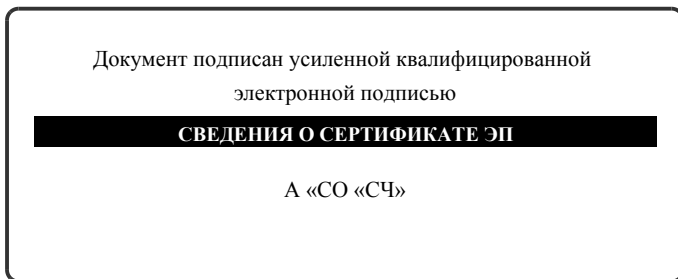 Документ подписан усиленной квалифицированной
электронной подписью
СВЕДЕНИЯ О СЕРТИФИКАТЕ ЭП
А «СО «СЧ»